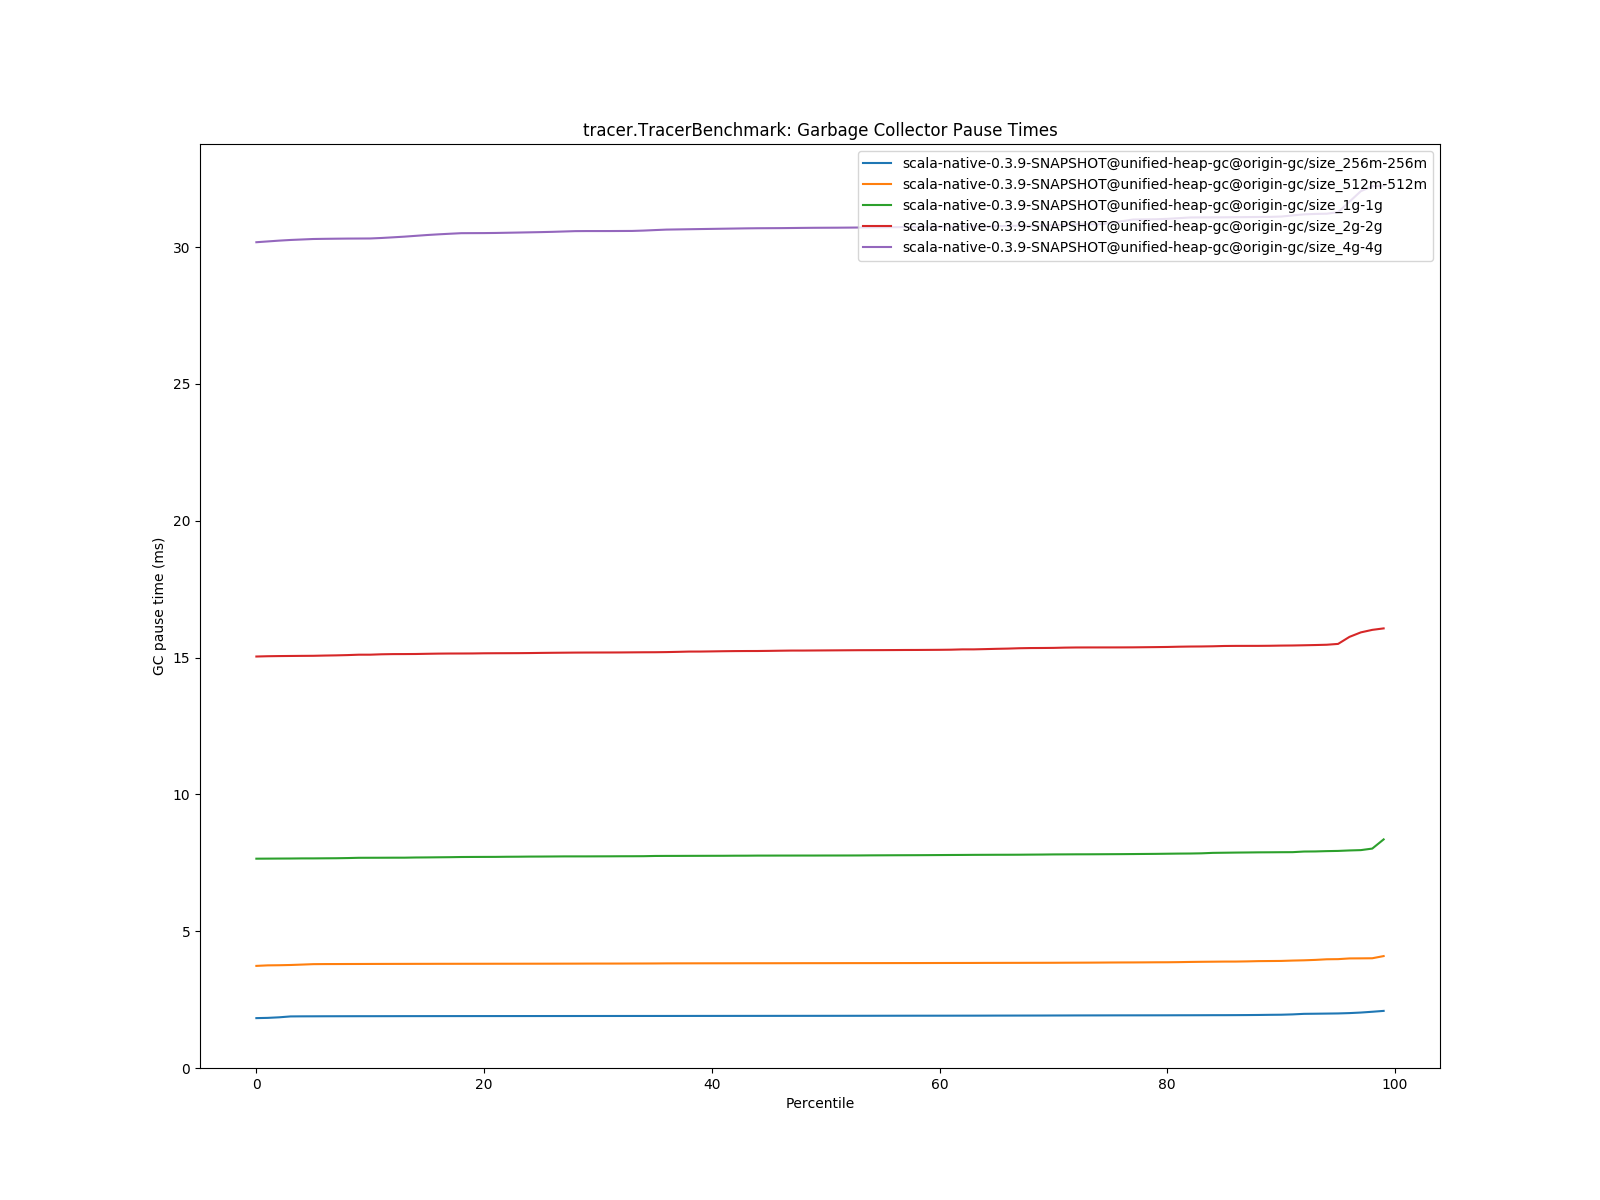 tracer.TracerBenchmark: Garbage Collector Pause Times
scala-native-0.3.9-SNAPSHOT@unified-heap-gc@origin-gc/size_256m-256m
scala-native-0.3.9-SNAPSHOT@unified-heap-gc@origin-gc/size_512m-512m
scala-native-0.3.9-SNAPSHOT@unified-heap-gc@origin-gc/size_1g-1g
scala-native-0.3.9-SNAPSHOT@unified-heap-gc@origin-gc/size_2g-2g
scala-native-0.3.9-SNAPSHOT@unified-heap-gc@origin-gc/size_4g-4g
30
25
20
15
10
5
0
GC pause time (ms)
0 20 40 60 80 100
Percentile